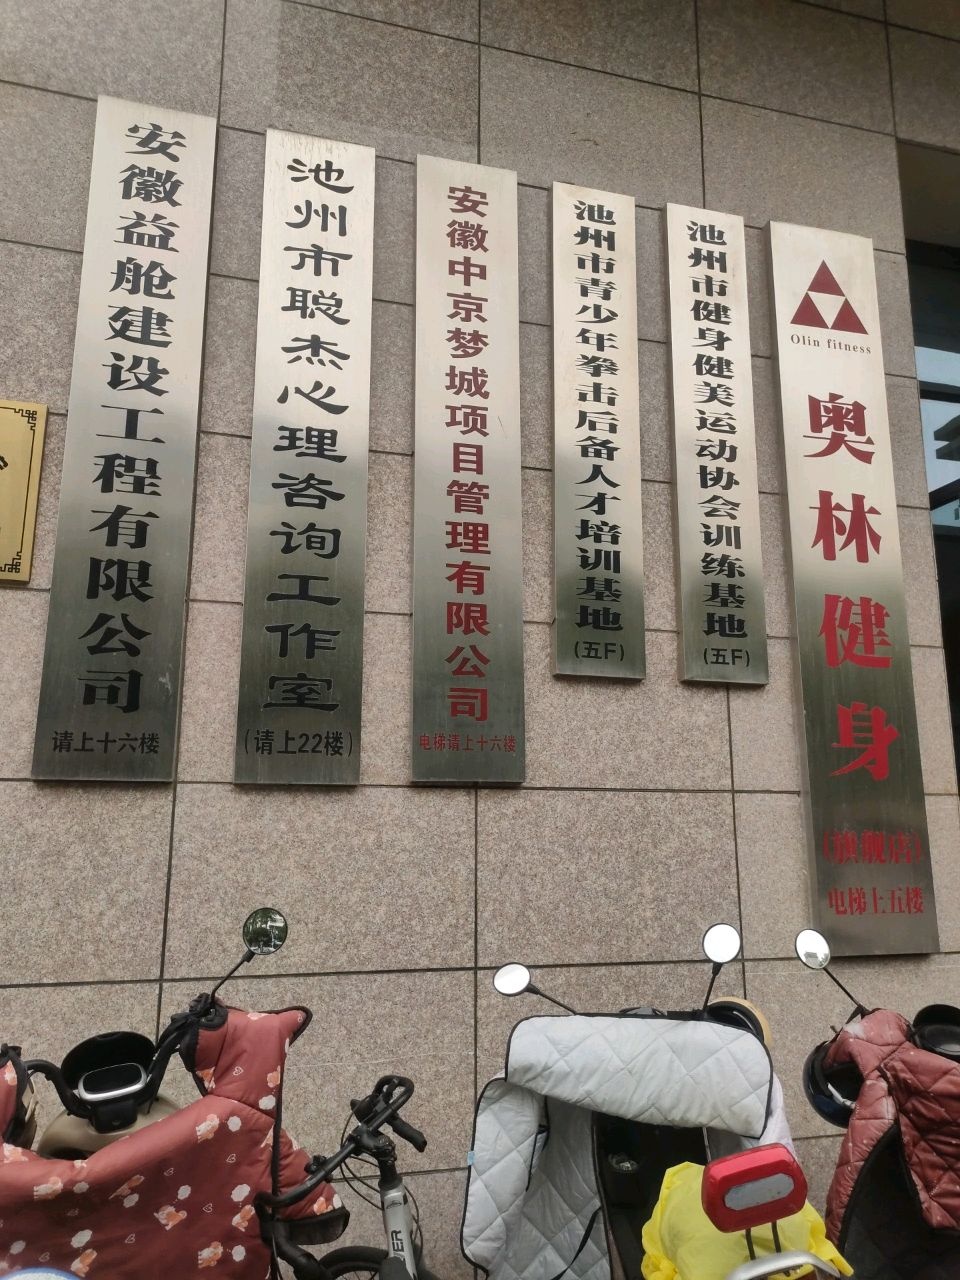 安徽益舱建设工程有限公司
请上十六楼
池州市聪杰心理咨询工作室
(请上22楼)
安徽中京梦城项目管理有限公司
电梯请上十六楼
池州市青少年拳击后备人才培训基地
(五F)
池州市健身健美运动协会训练基地
(五F)
Olin fitness
奥林健身
(旗舰店)
电梯上五楼